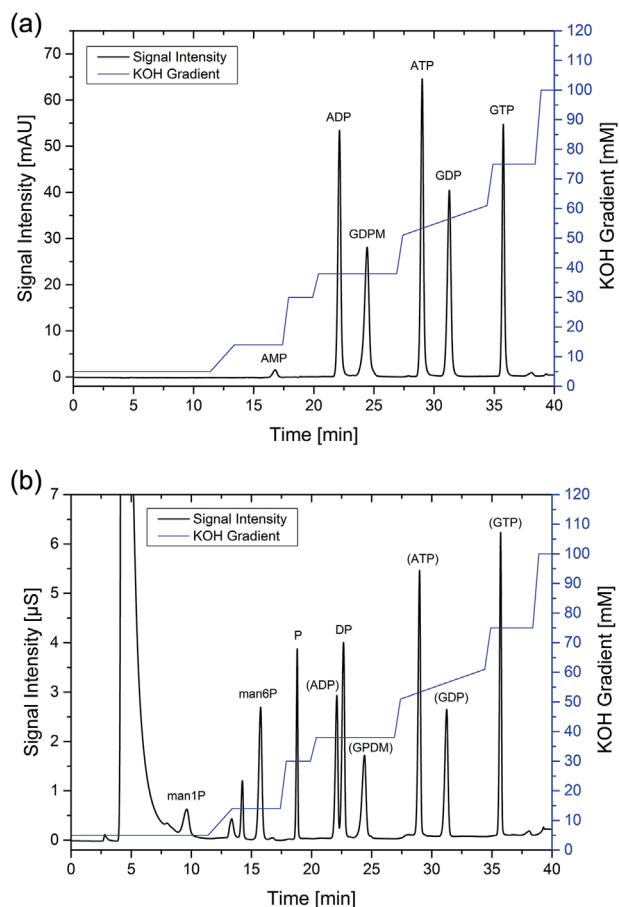 (a)
Signal Intensity
KOH Gradient
70
60
50
40
30
20
10
0
Signal Intensity [mAU]
AMP
ADP
GDPM
ATP
GDP
GTP
120
110
100
90
80
70
60
50
40
30
20
10
0
KOH Gradient [mM]
0 5 10 15 20 25 30 35 40
Time [min]
(b)
Signal Intensity
KOH Gradient
7
6
5
4
3
2
1
0
Signal Intensity [µS]
man1P
man6P
P
(ADP)
DP
(GPDM)
(ATP)
(GDP)
(GTP)
120
110
100
90
80
70
60
50
40
30
20
10
0
KOH Gradient [mM]
0 5 10 15 20 25 30 35 40
Time [min]